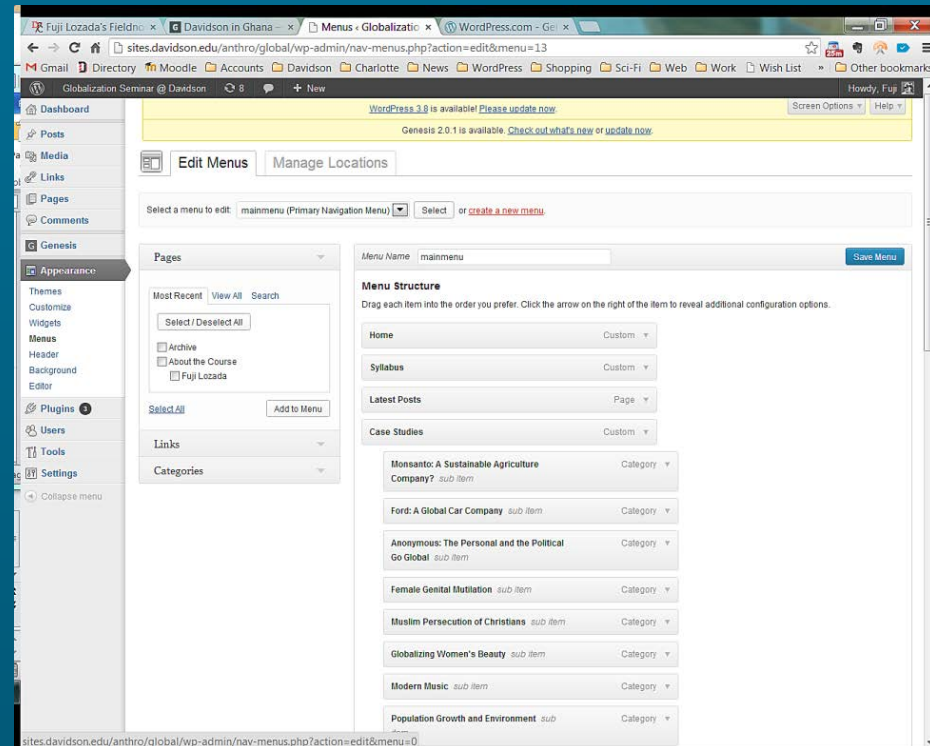 Fuji Lozada's Fieldno
Davidson in Ghana –
Menus ‹ Globalizatio
WordPress.com - Get
sites.davidson.edu/anthro/global/wp-admin/nav-menus.php?action=edit&menu=13
25m
Gmail Directory Moodle Accounts Davidson Charlotte News WordPress Shopping Sci-Fi Web Work Wish List » Other bookmarks
Globalization Seminar @ Davidson 8 + New Howdy, Fuji
WordPress 3.8 is available! Please update now.
Screen Options Help
Genesis 2.0.1 is available. Check out what's new or update now.
Dashboard
Posts
Media
Links
Pages
Comments
Genesis
Appearance
Themes
Customize
Widgets
Menus
Header
Background
Editor
Plugins 3
Users
Tools
Settings
Collapse menu
Edit Menus Manage Locations
Select a menu to edit: mainmenu (Primary Navigation Menu) Select or create a new menu.
Pages
Most Recent View All Search
Select / Deselect All
Archive
About the Course
Fuji Lozada
Select All Add to Menu
Links
Categories
Menu Name mainmenu Save Menu
Menu Structure
Drag each item into the order you prefer. Click the arrow on the right of the item to reveal additional configuration options.
Home Custom
Syllabus Custom
Latest Posts Page
Case Studies Custom
Monsanto: A Sustainable Agriculture Category
Company? sub item
Ford: A Global Car Company sub item Category
Anonymous: The Personal and the Political Category
Go Global sub item
Female Genital Mutilation sub item Category
Muslim Persecution of Christians sub item Category
Globalizing Women's Beauty sub item Category
Modern Music sub item Category
Population Growth and Environment sub Category
sites.davidson.edu/anthro/global/wp-admin/nav-menus.php?action=edit&menu=0